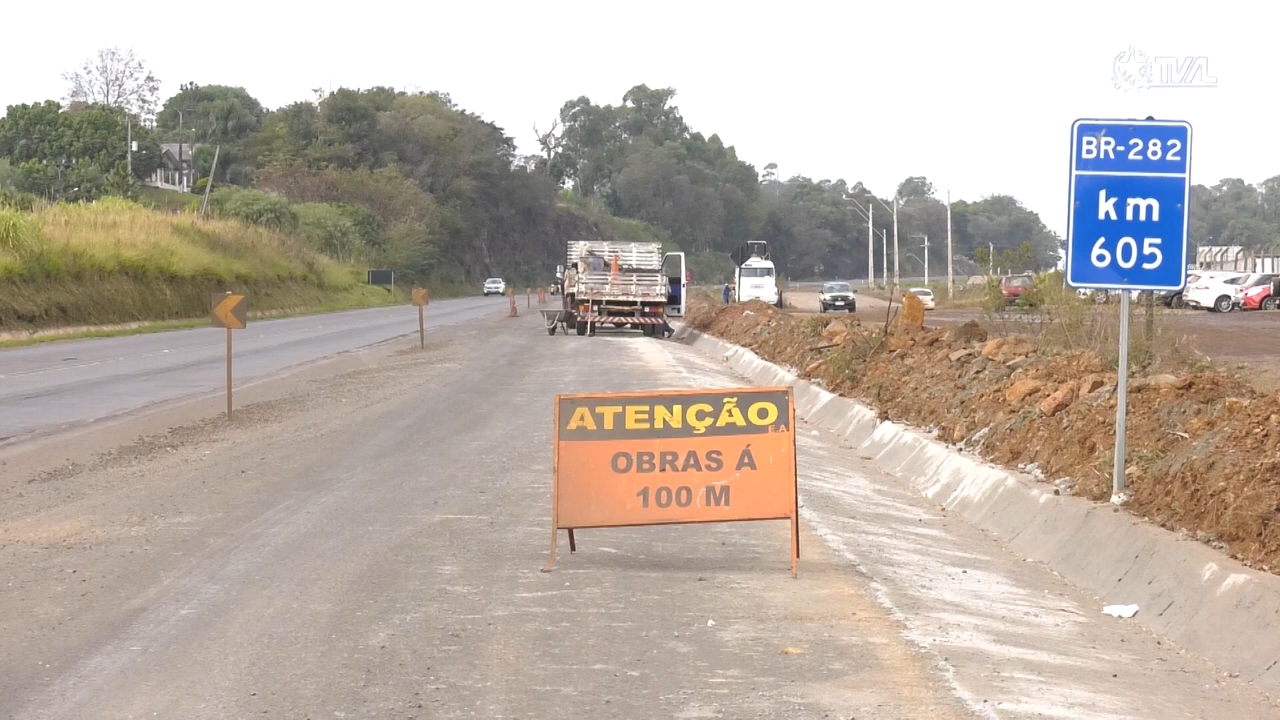 TVAL
BR-282
km
605
ATENÇÃO
E.A
OBRAS Á
100 M